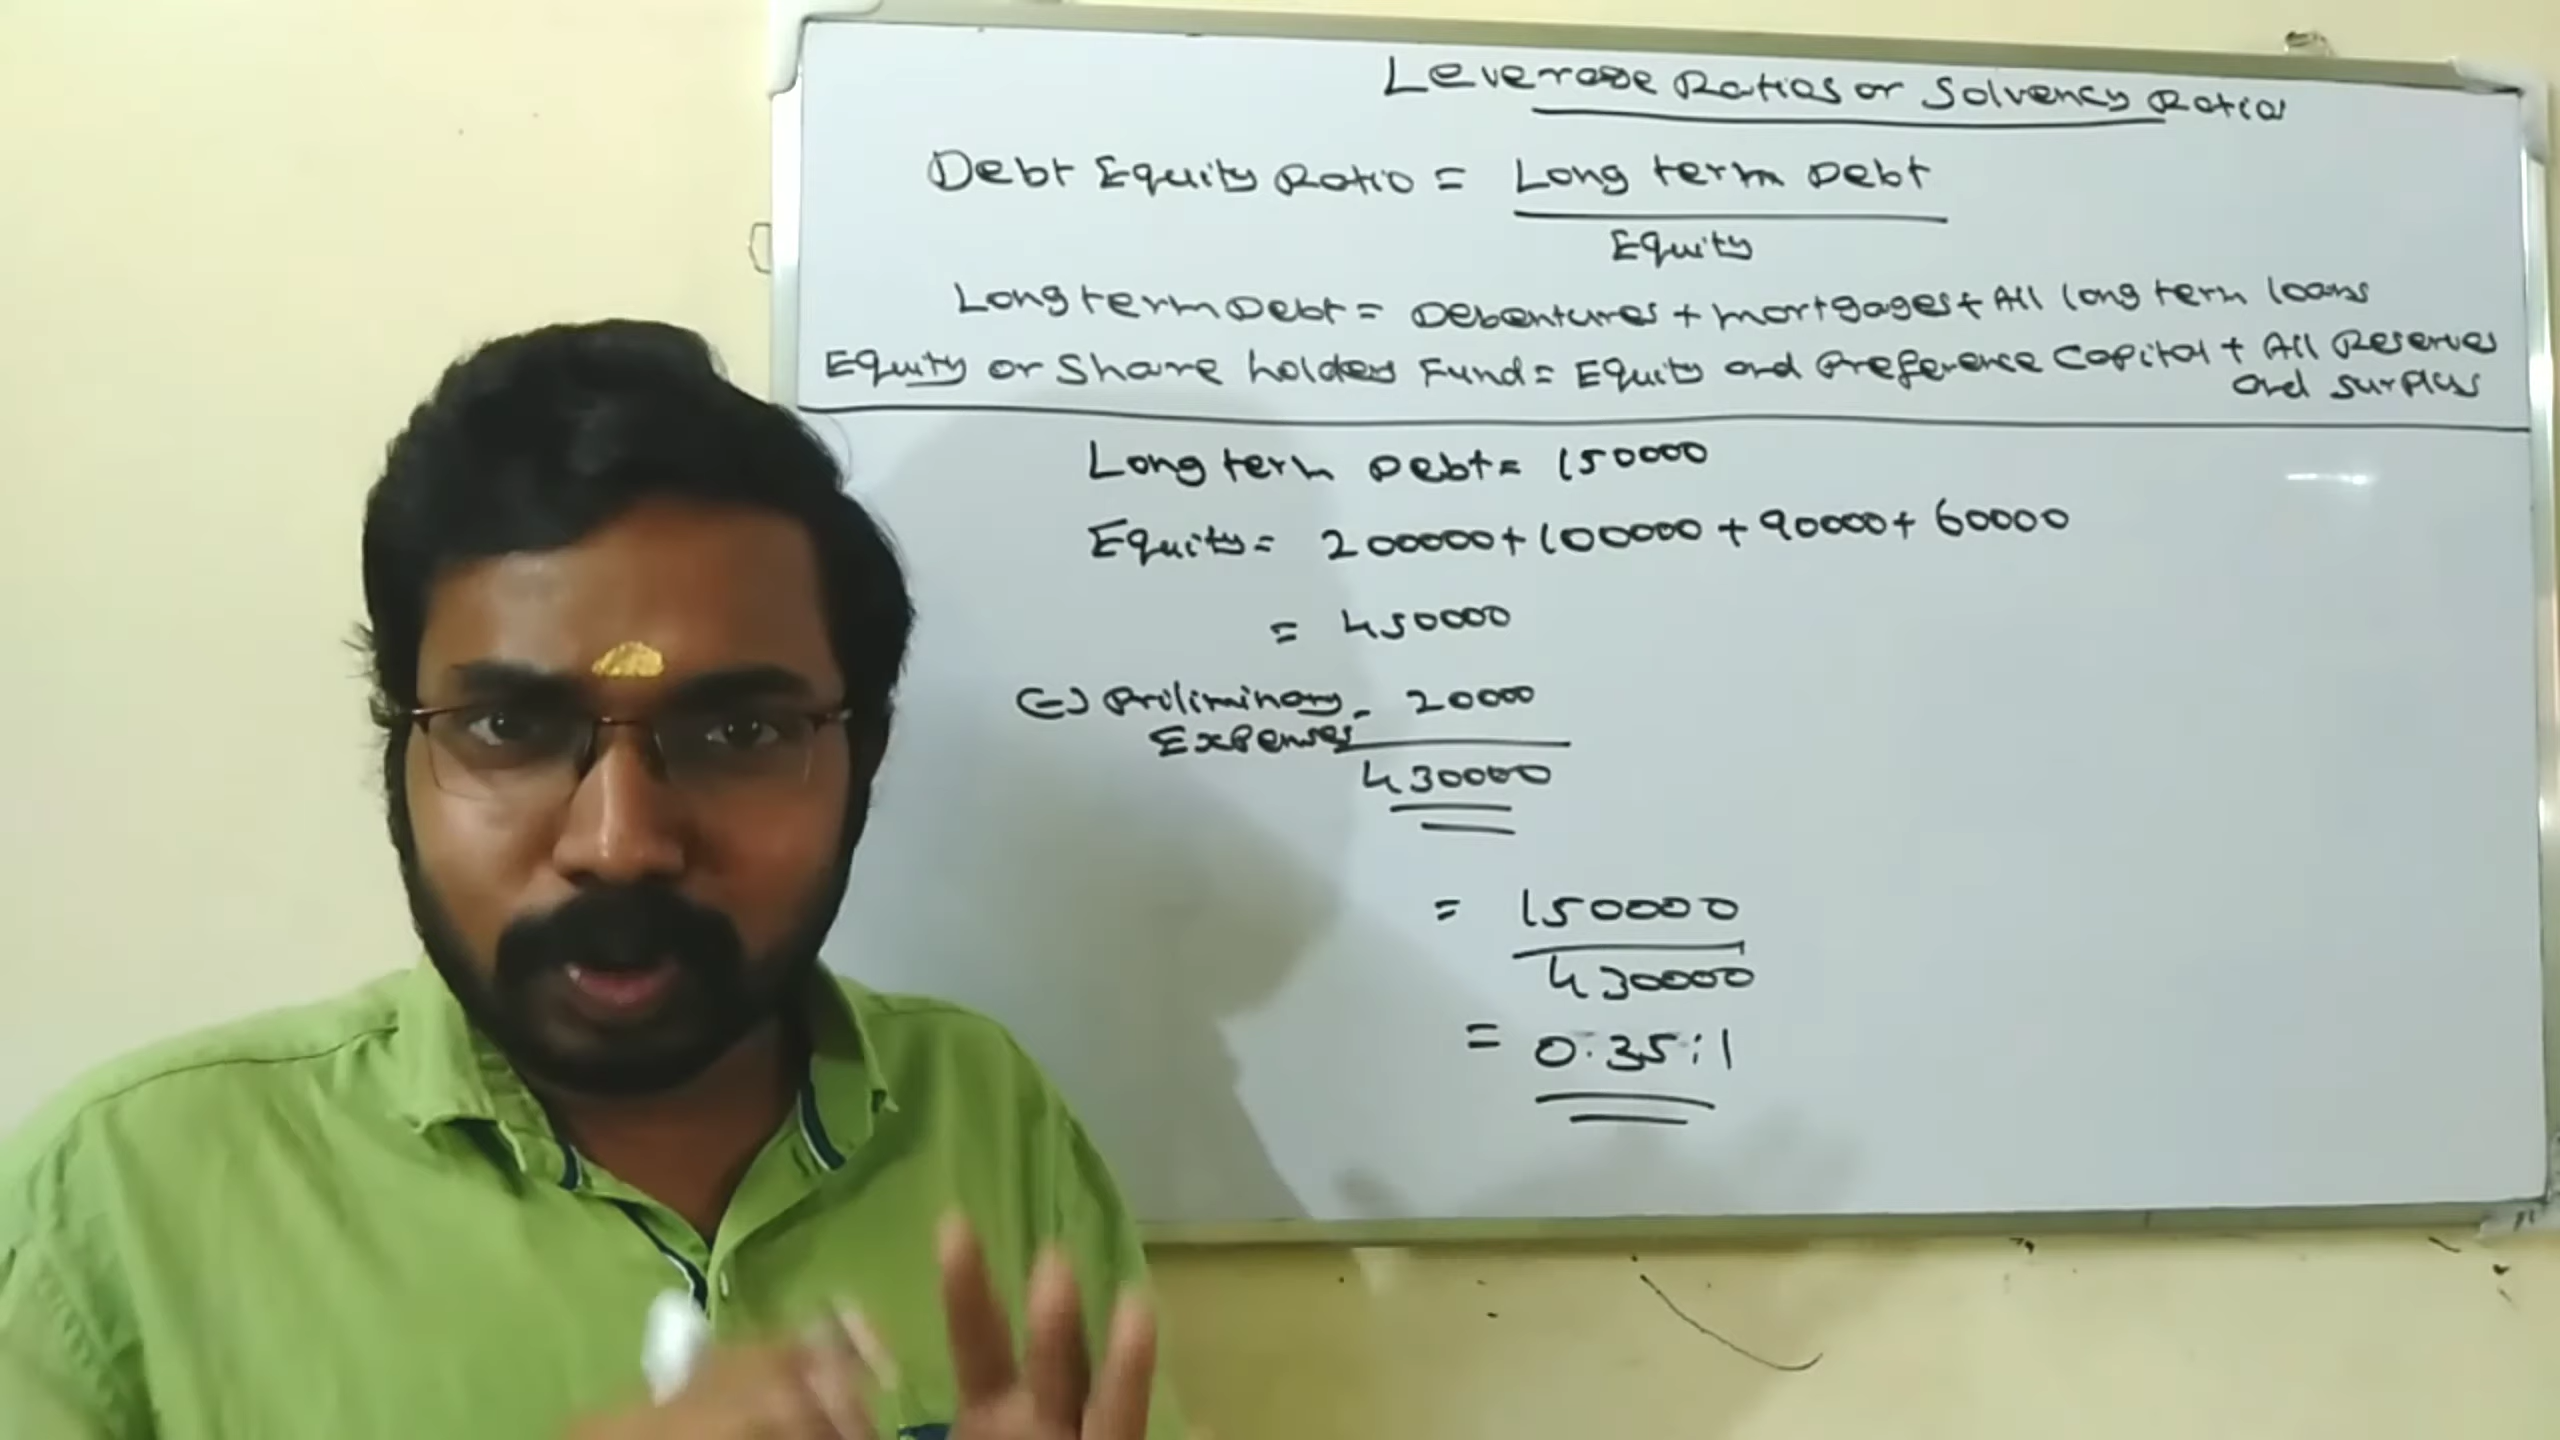 Leverage Ratios or Solvency Ratios
Debt Equity Ratio = Long term Debt
Equity
Long term Debt = Debentures + mortgages + All long term loans
Equity or Share holders Fund = Equity and Preference Capital + All Reserves
and surplus
Long term Debt = 150000
Equity = 200000 + 100000 + 90000 + 60000
= 450000
(-) Priliminary - 20000
Expenses
430000
= 150000
430000
= 0.35:1